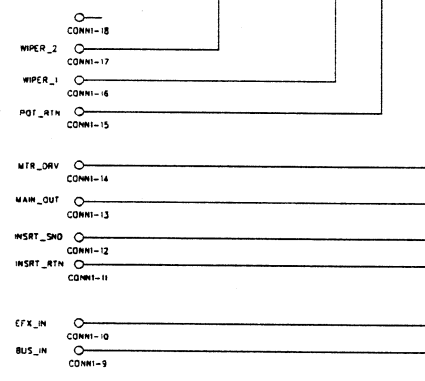 CONN1-18
WIPER_2
CONN1-17
WIPER_1
CONN1-16
POT_RTN
CONN1-15
MTR_DRV
CONN1-14
MAIN_OUT
CONN1-13
INSRT_SND
CONN1-12
INSRT_RTN
CONN1-11
EFX_IN
CONN1-10
BUS_IN
CONN1-9